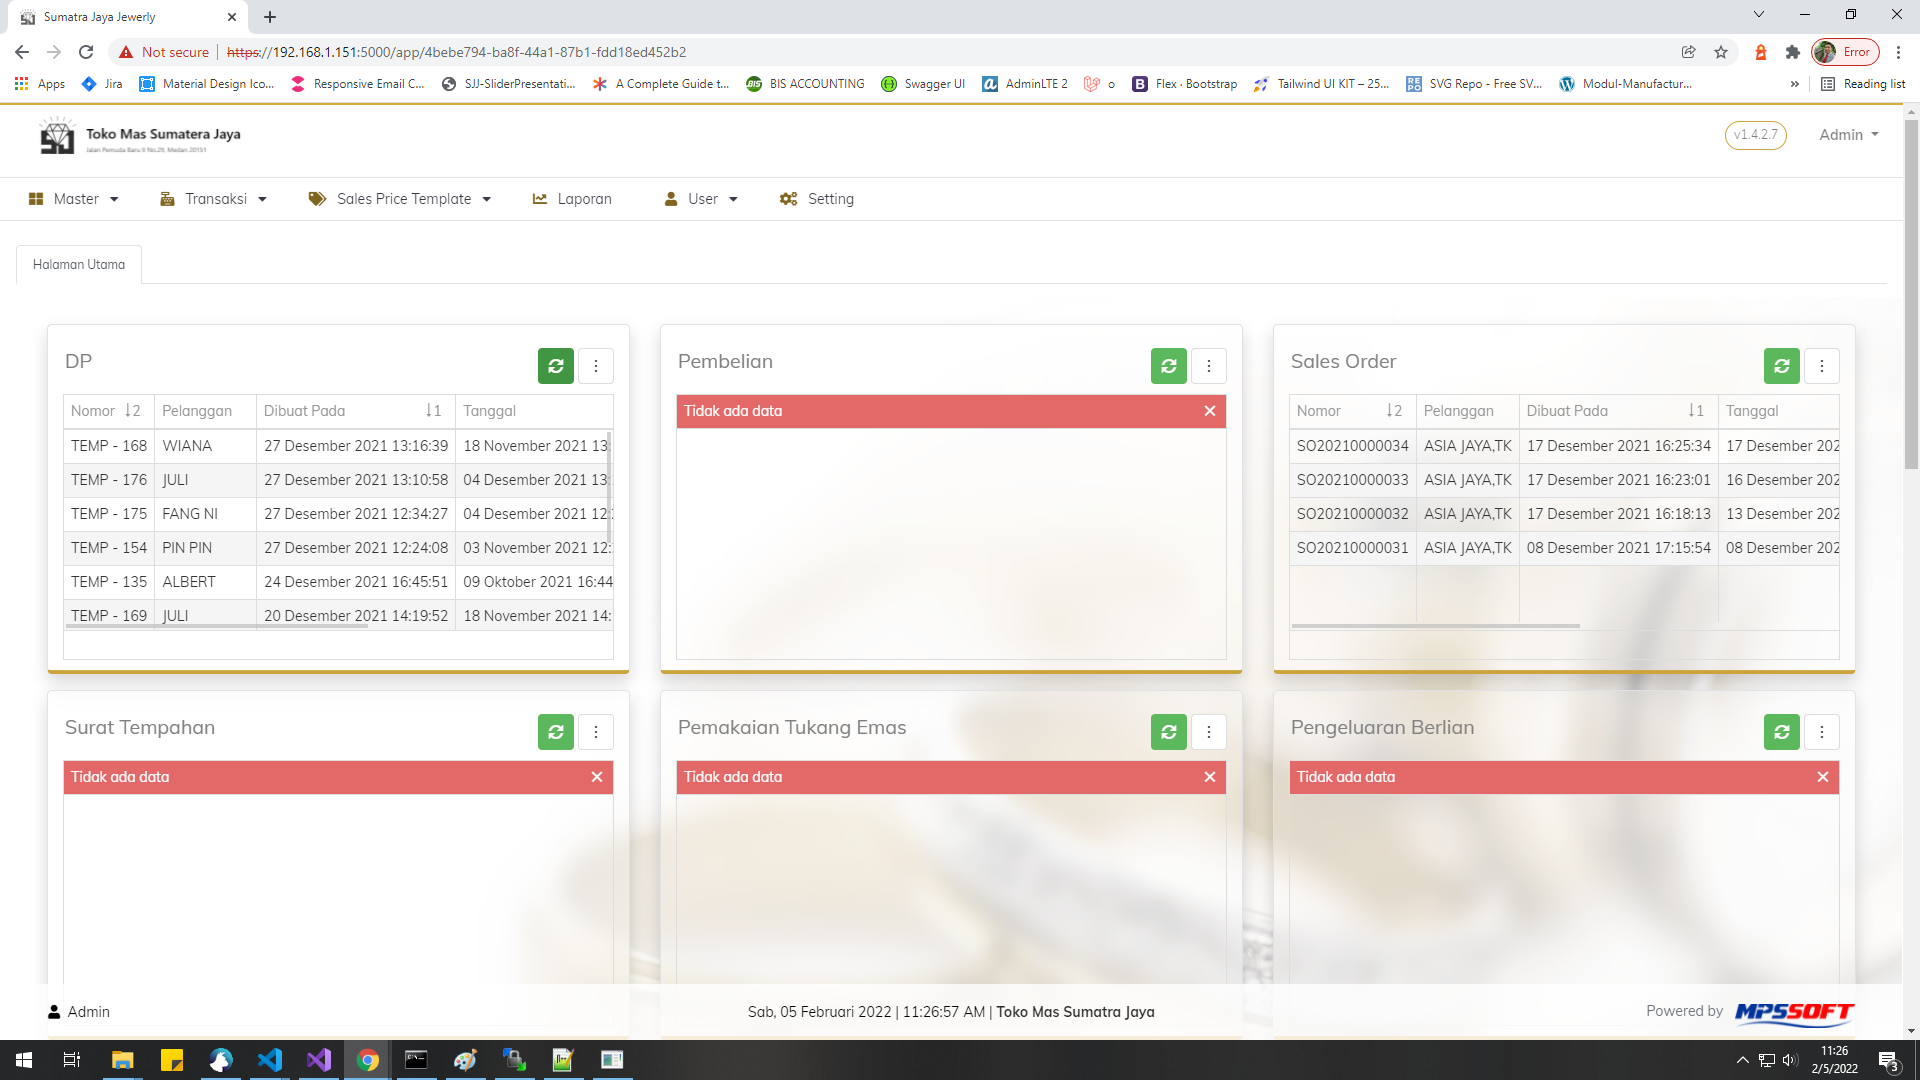 Sumatra Jaya Jewerly
Not secure https://192.168.1.151:5000/app/4bebe794-ba8f-44a1-87b1-fdd18ed452b2 Error
Apps Jira Material Design Ico... Responsive Email C... SJJ-SliderPresentati... A Complete Guide t... BIS ACCOUNTING Swagger UI AdminLTE 2 o Flex · Bootstrap Tailwind UI KIT – 25... SVG Repo - Free SV... Modul-Manufactur... » Reading list
Toko Mas Sumatera Jaya
Jalan Pemuda Baru II No.29, Medan 20151
v1.4.2.7 Admin
Master Transaksi Sales Price Template Laporan User Setting
Halaman Utama
DP
Nomor 2 Pelanggan Dibuat Pada 1 Tanggal
TEMP - 168 WIANA 27 Desember 2021 13:16:39 18 November 2021 13:
TEMP - 176 JULI 27 Desember 2021 13:10:58 04 Desember 2021 13:
TEMP - 175 FANG NI 27 Desember 2021 12:34:27 04 Desember 2021 12:
TEMP - 154 PIN PIN 27 Desember 2021 12:24:08 03 November 2021 12:
TEMP - 135 ALBERT 24 Desember 2021 16:45:51 09 Oktober 2021 16:44
TEMP - 169 JULI 20 Desember 2021 14:19:52 18 November 2021 14:
Pembelian
Tidak ada data
Sales Order
Nomor 2 Pelanggan Dibuat Pada 1 Tanggal
SO20210000034 ASIA JAYA,TK 17 Desember 2021 16:25:34 17 Desember 202
SO20210000033 ASIA JAYA,TK 17 Desember 2021 16:23:01 16 Desember 202
SO20210000032 ASIA JAYA,TK 17 Desember 2021 16:18:13 13 Desember 202
SO20210000031 ASIA JAYA,TK 08 Desember 2021 17:15:54 08 Desember 202
Surat Tempahan
Tidak ada data
Pemakaian Tukang Emas
Tidak ada data
Pengeluaran Berlian
Tidak ada data
Admin
Sab, 05 Februari 2022 | 11:26:57 AM | Toko Mas Sumatra Jaya
Powered by MPSSOFT
11:26
2/5/2022
3